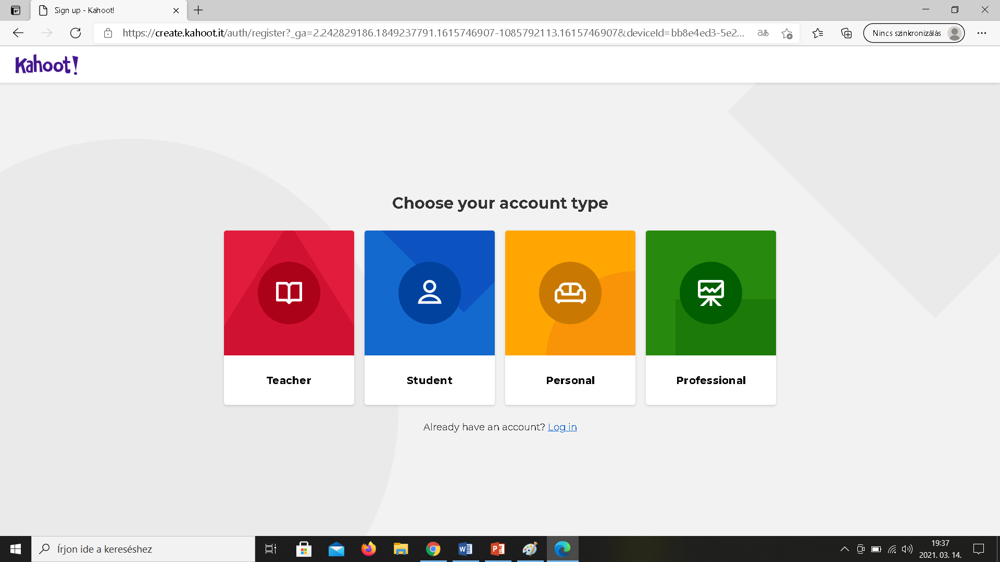 Sign up - Kahoot!
https://create.kahoot.it/auth/register?_ga=2.242829186.1849237791.1615746907-1085792113.1615746907&deviceId=bb8e4ed3-5e2...
aあ
Nincs szinkronizálás
Kahoot!
Choose your account type
Teacher
Student
Personal
Professional
Already have an account? Log in
Írjon ide a kereséshez
19:37
2021. 03. 14.